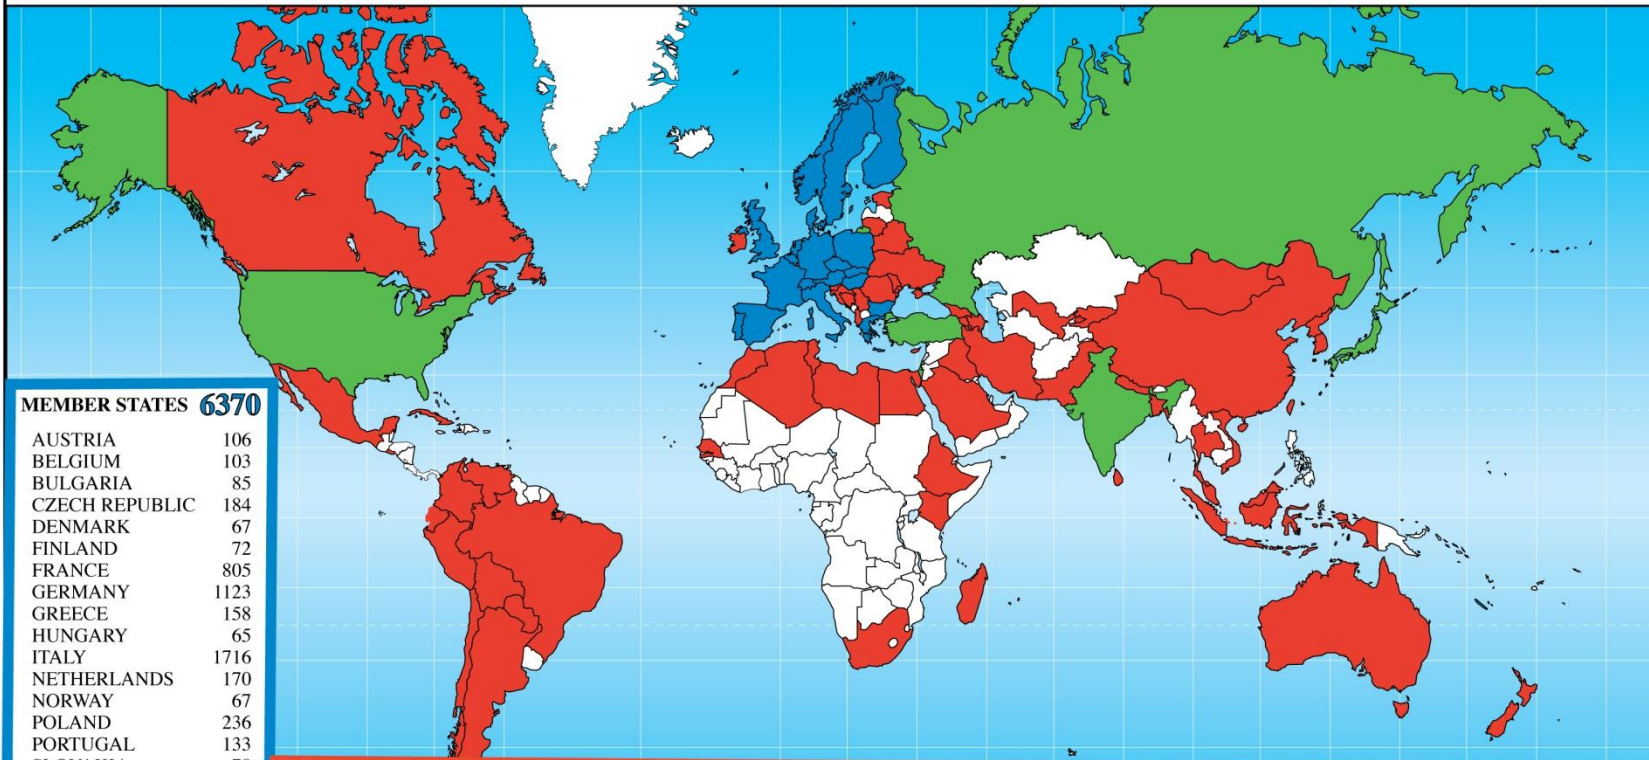 MEMBER STATES 6370
AUSTRIA 106
BELGIUM 103
BULGARIA 85
CZECH REPUBLIC 184
DENMARK 67
FINLAND 72
FRANCE 805
GERMANY 1123
GREECE 158
HUNGARY 65
ITALY 1716
NETHERLANDS 170
NORWAY 67
POLAND 236
PORTUGAL 133